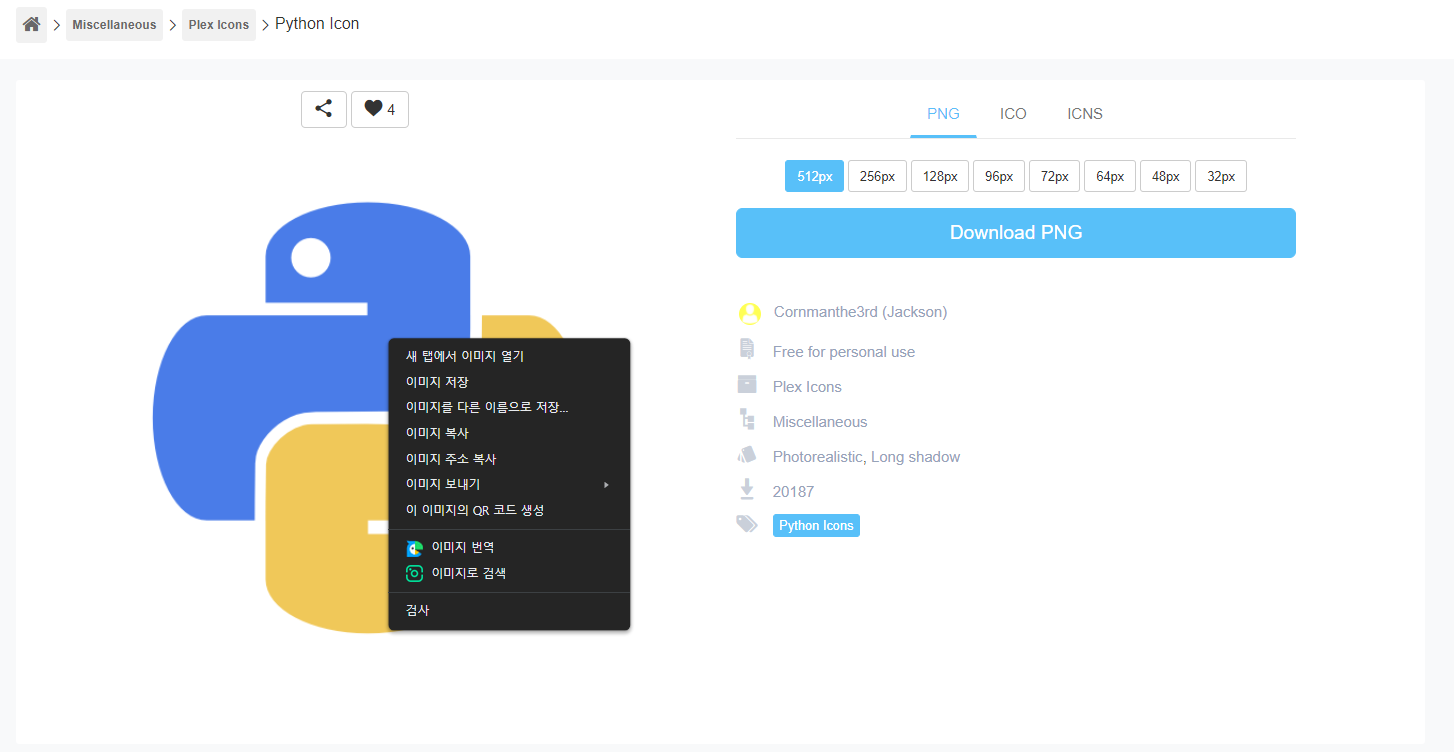 Miscellaneous
Plex Icons
Python Icon
4
새 탭에서 이미지 열기
이미지 저장
이미지를 다른 이름으로 저장...
이미지 복사
이미지 주소 복사
이미지 보내기
이 이미지의 QR 코드 생성
이미지 번역
이미지로 검색
검사
PNG ICO ICNS
512px 256px 128px 96px 72px 64px 48px 32px
Download PNG
Cornmanthe3rd (Jackson)
Free for personal use
Plex Icons
Miscellaneous
Photorealistic, Long shadow
20187
Python Icons